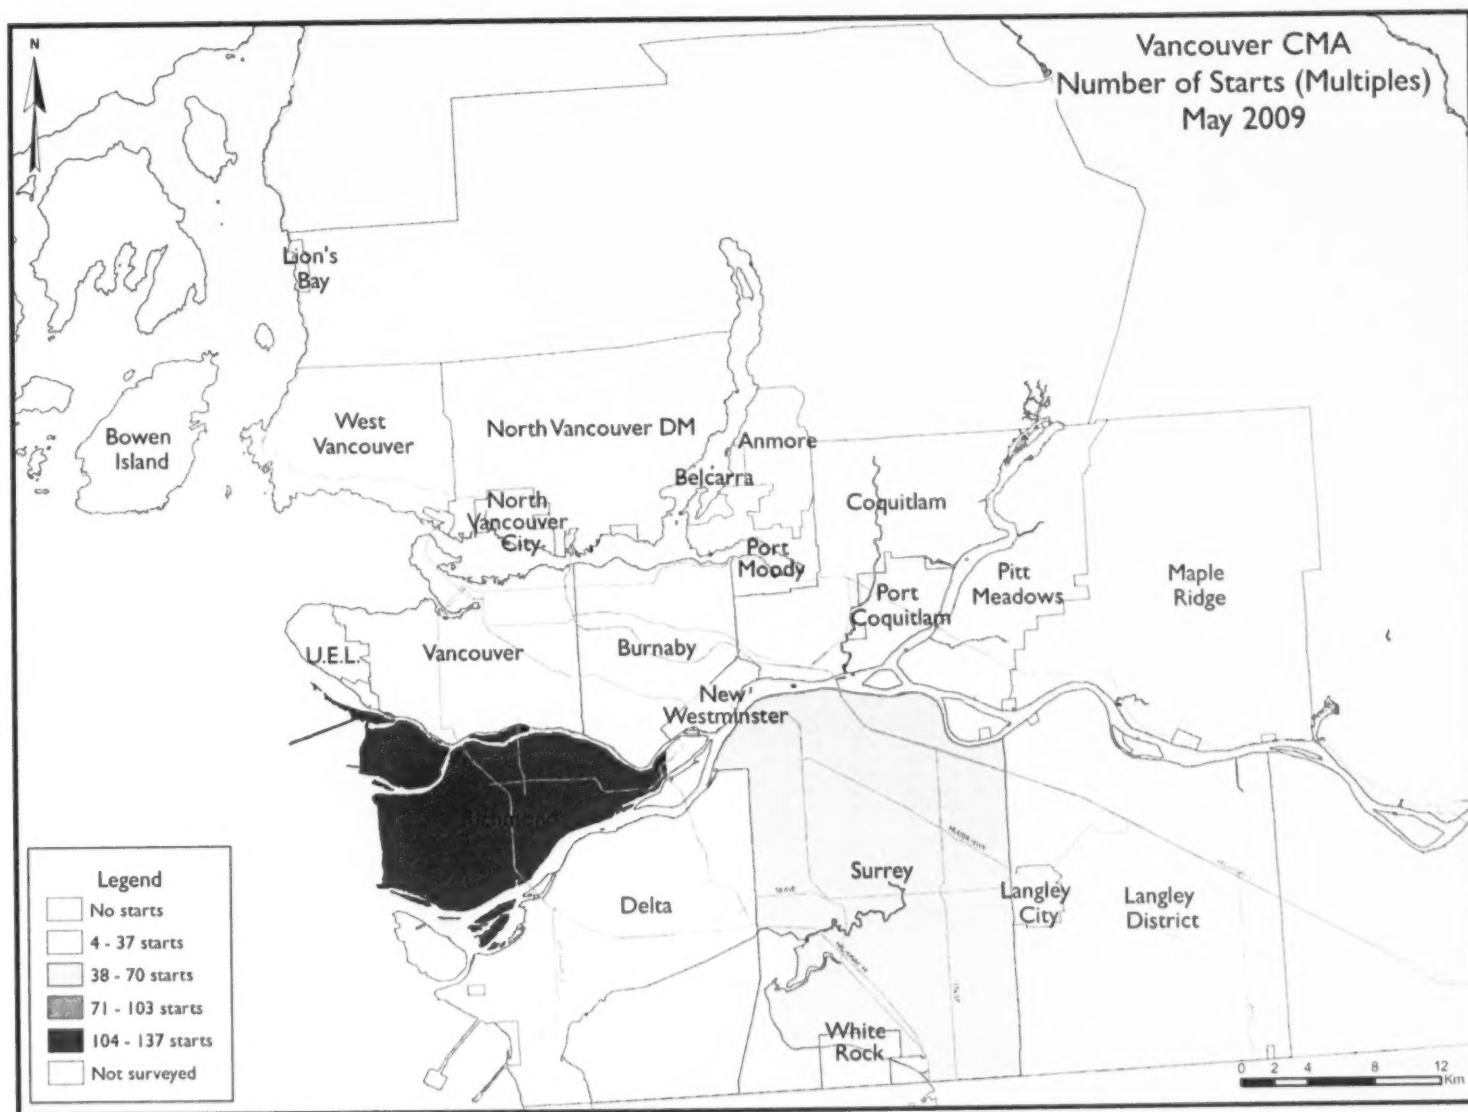 Vancouver CMA
Number of Starts (Multiples)
May 2009
N
Lion's
Bay
Bowen
Island
West
Vancouver
North Vancouver DM
Anmore
Belcarra
North
Vancouver
City
Coquitlam
Port
Moody
Pitt
Meadows
Maple
Ridge
Port
Coquitlam
U.E.L.
Vancouver
Burnaby
New
Westminster
Richmond
Surrey
Delta
Langley
City
Langley
District
White
Rock
Legend
No starts
4 - 37 starts
38 - 70 starts
71 - 103 starts
104 - 137 starts
Not surveyed
0 2 4 8 12
Km